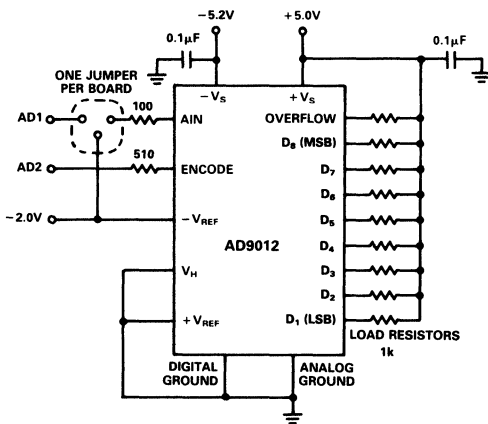 −5.2V
+5.0V
0.1μF
0.1μF
ONE JUMPER
PER BOARD
−VS
+VS
AD1
100
AIN
OVERFLOW
D8 (MSB)
AD2
510
ENCODE
D7
D6
−2.0V
−VREF
D5
AD9012
D4
VH
D3
D2
+VREF
D1 (LSB)
LOAD RESISTORS
1k
DIGITAL
GROUND
ANALOG
GROUND